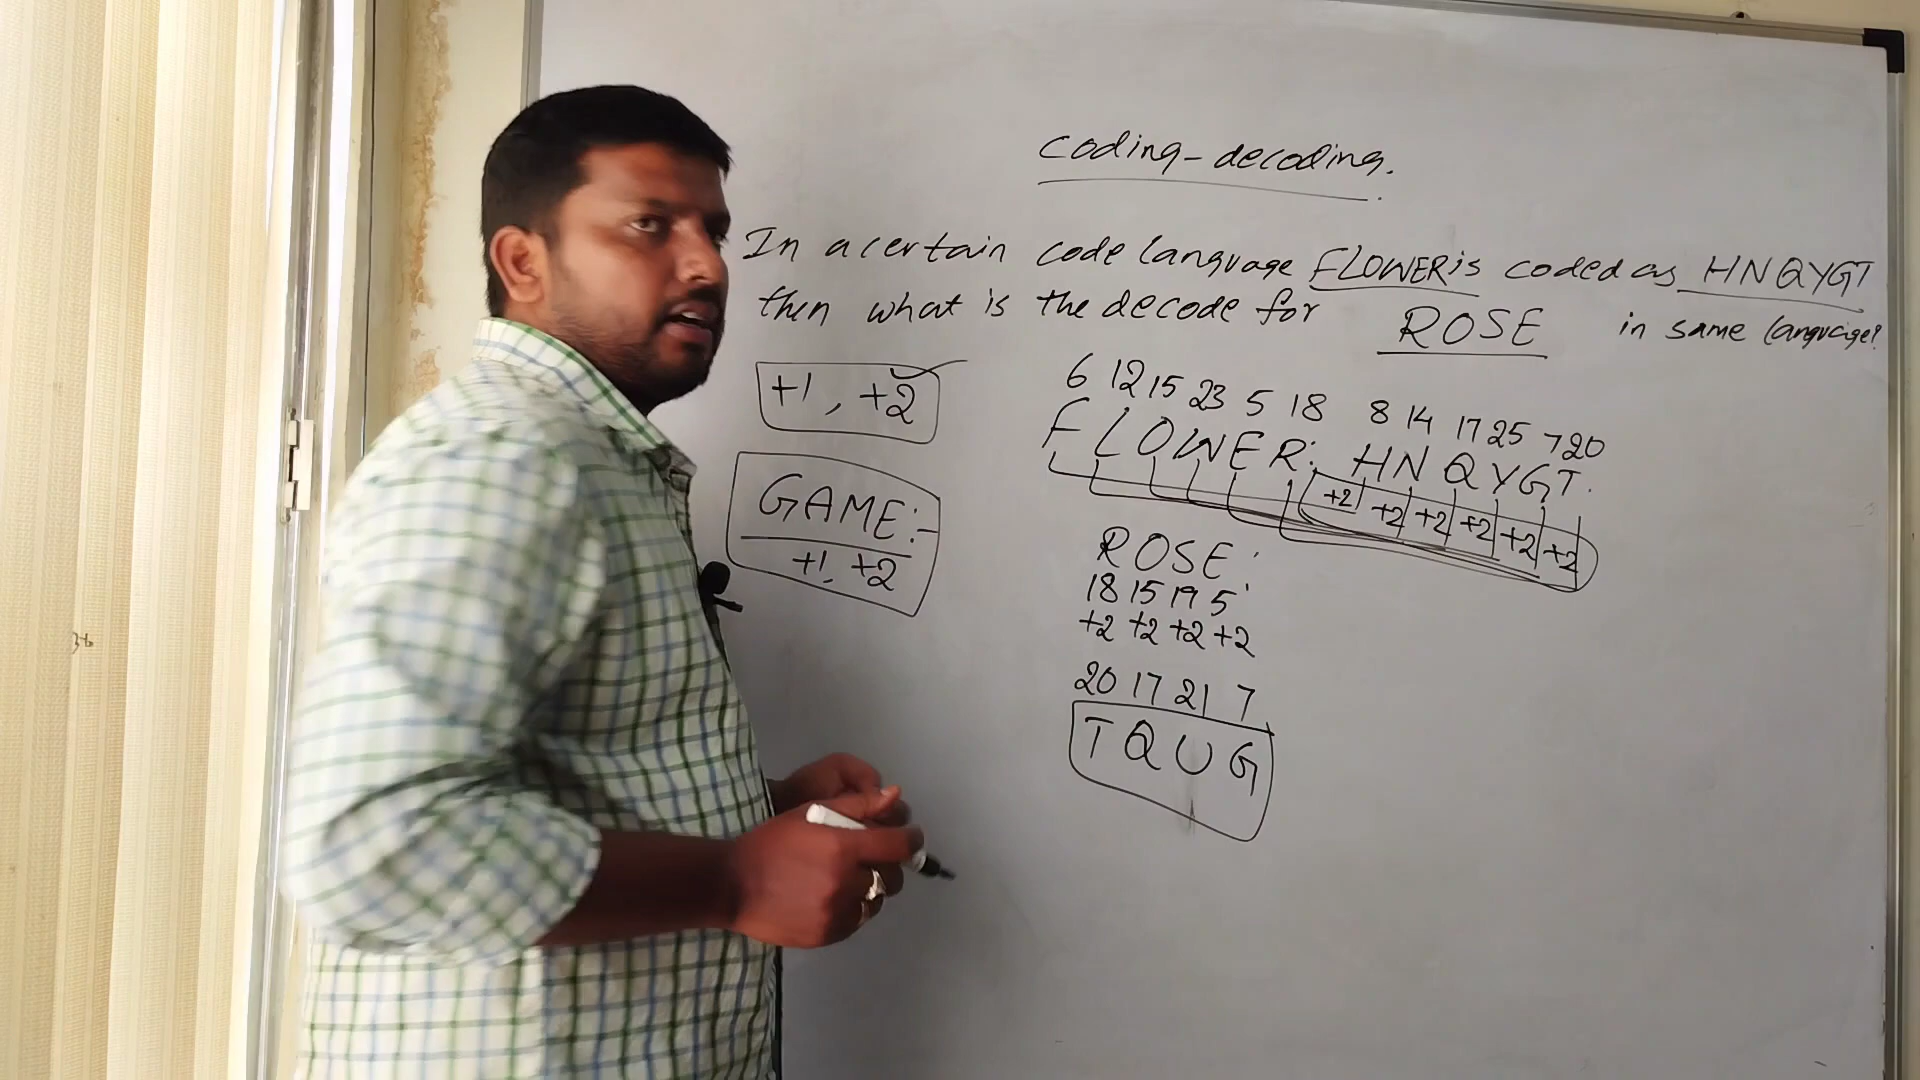 coding-decoding.
In a certain code language FLOWER is coded as HNQYGT
then what is the decode for ROSE in same language?
+1, +2
GAME:-
+1, +2
6 12 15 23 5 18 8 14 17 25 7 20
FLOWER: HNQYGT.
+2 +2 +2 +2 +2 +2
ROSE:
18 15 19 5
+2 +2 +2 +2
20 17 21 7
TQUG